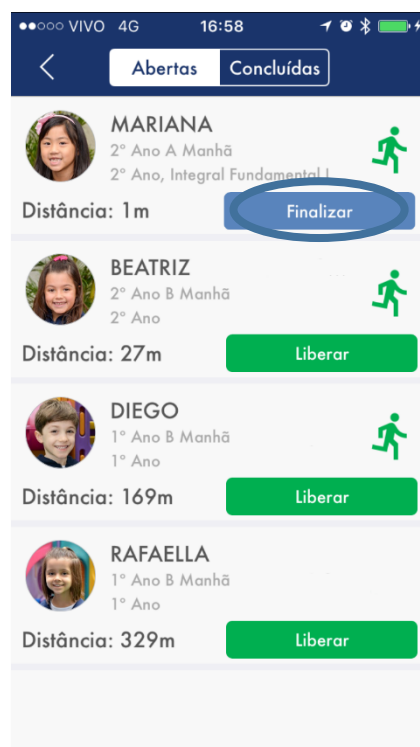 VIVO 4G 16:58
Abertas Concluídas
MARIANA
2º Ano A Manhã
2º Ano, Integral Fundamental I
Distância: 1m Finalizar
BEATRIZ
2º Ano B Manhã
2º Ano
Distância: 27m Liberar
DIEGO
1º Ano B Manhã
1º Ano
Distância: 169m Liberar
RAFAELLA
1º Ano B Manhã
1º Ano
Distância: 329m Liberar